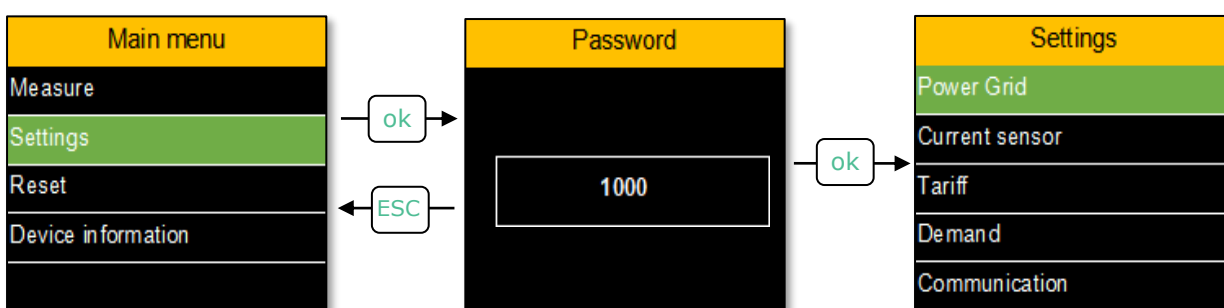 Main menu
Measure
Settings
Reset
Device information
ok
ESC
Password
1000
ok
Settings
Power Grid
Current sensor
Tariff
Demand
Communication